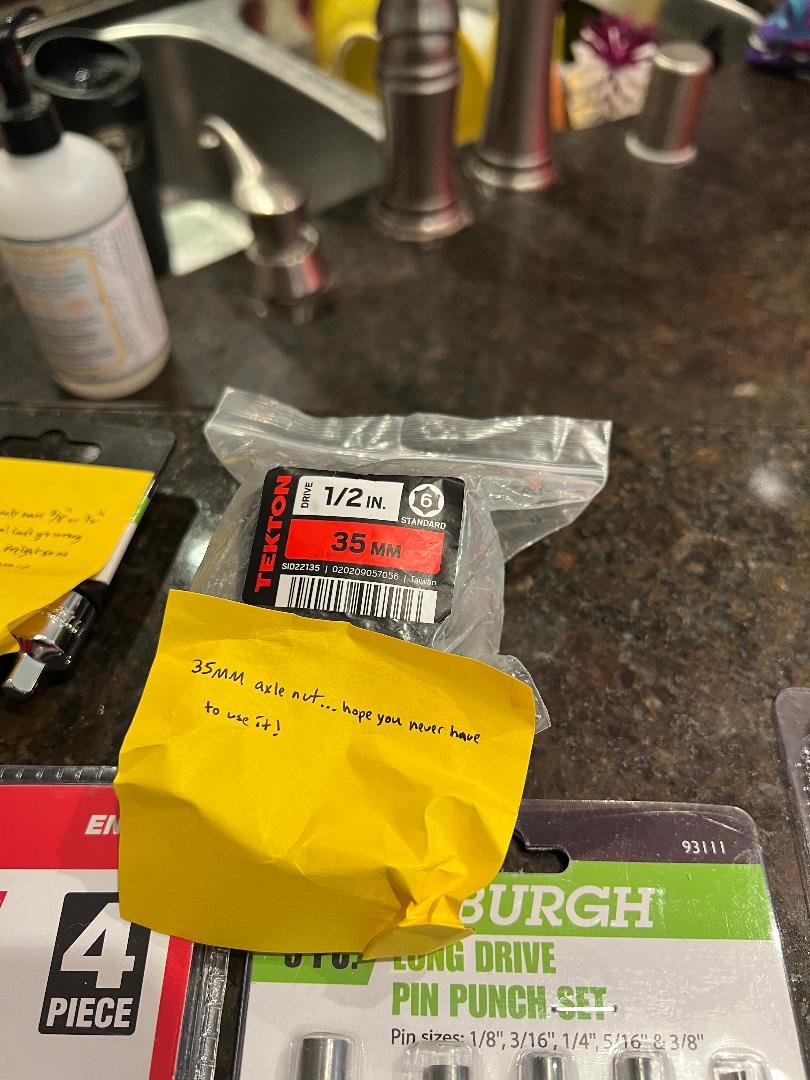 TEKTON
DRIVE
1/2 IN.
6
STANDARD
35 MM
SID22135 | 020209057056 | Taiwan
35MM axle nut... hope you never have
to use it!
EM
4
PIECE
93111
BURGH
PC.
LONG DRIVE
PIN PUNCH SET
Pin sizes: 1/8", 3/16", 1/4", 5/16" & 3/8"